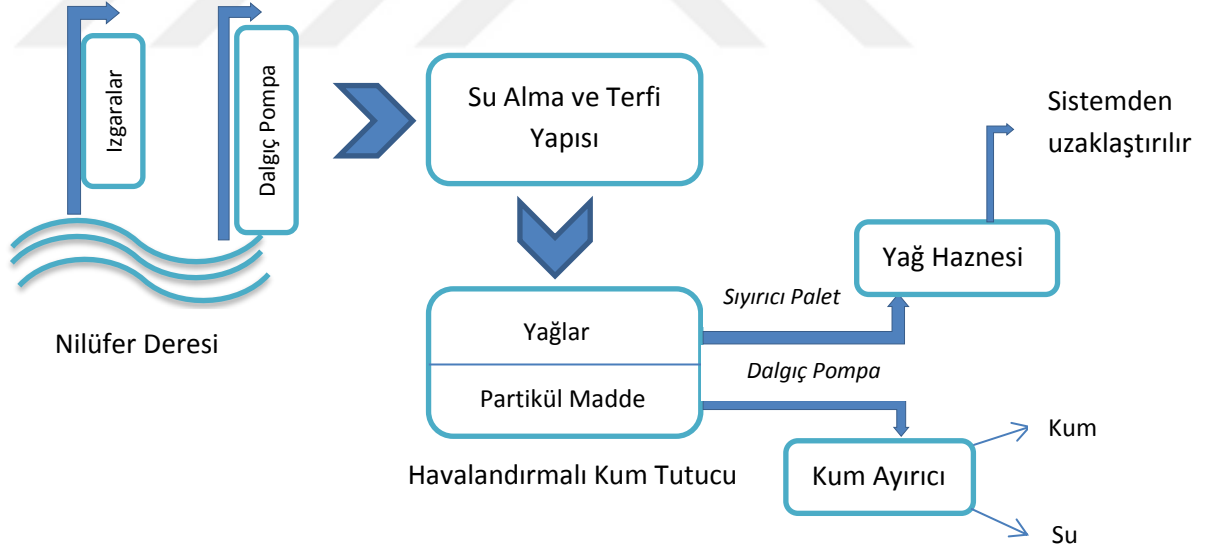 Izgaralar
Dalgıç Pompa
Su Alma ve Terfi
Yapısı
Sistemden
uzaklaştırılır
Yağ Haznesi
Nilüfer Deresi
Sıyırıcı Palet
Yağlar
Dalgıç Pompa
Partikül Madde
Havalandırmalı Kum Tutucu
Kum Ayırıcı
Kum
Su